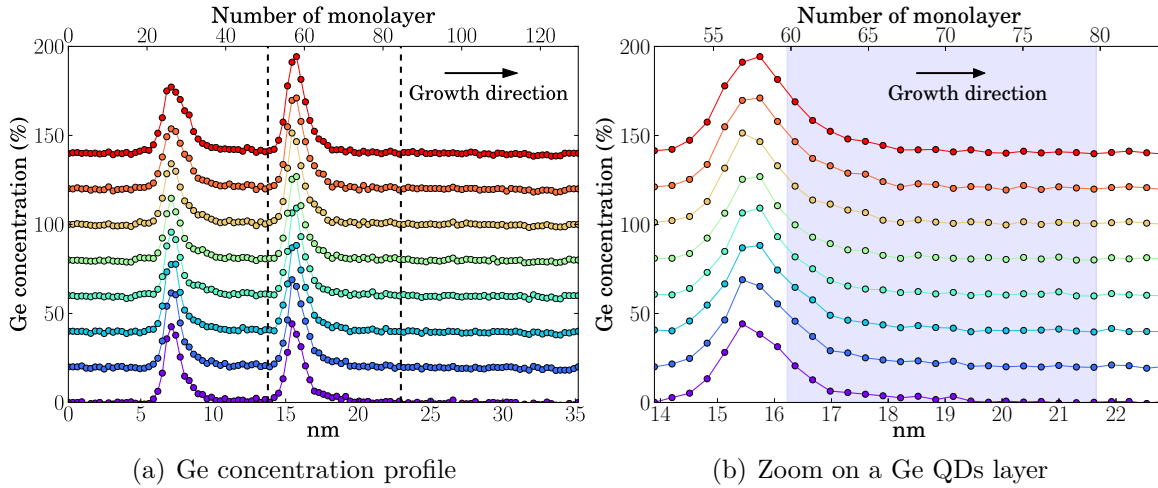 Number of monolayer
0 20 40 60 80 100 120
200
150
100
50
0
Ge concentration (%)
Growth direction
0 5 10 15 20 25 30 35
nm
(a) Ge concentration profile
Number of monolayer
55 60 65 70 75 80
200
150
100
50
0
Ge concentration (%)
Growth direction
14 15 16 17 18 19 20 21 22
nm
(b) Zoom on a Ge QDs layer